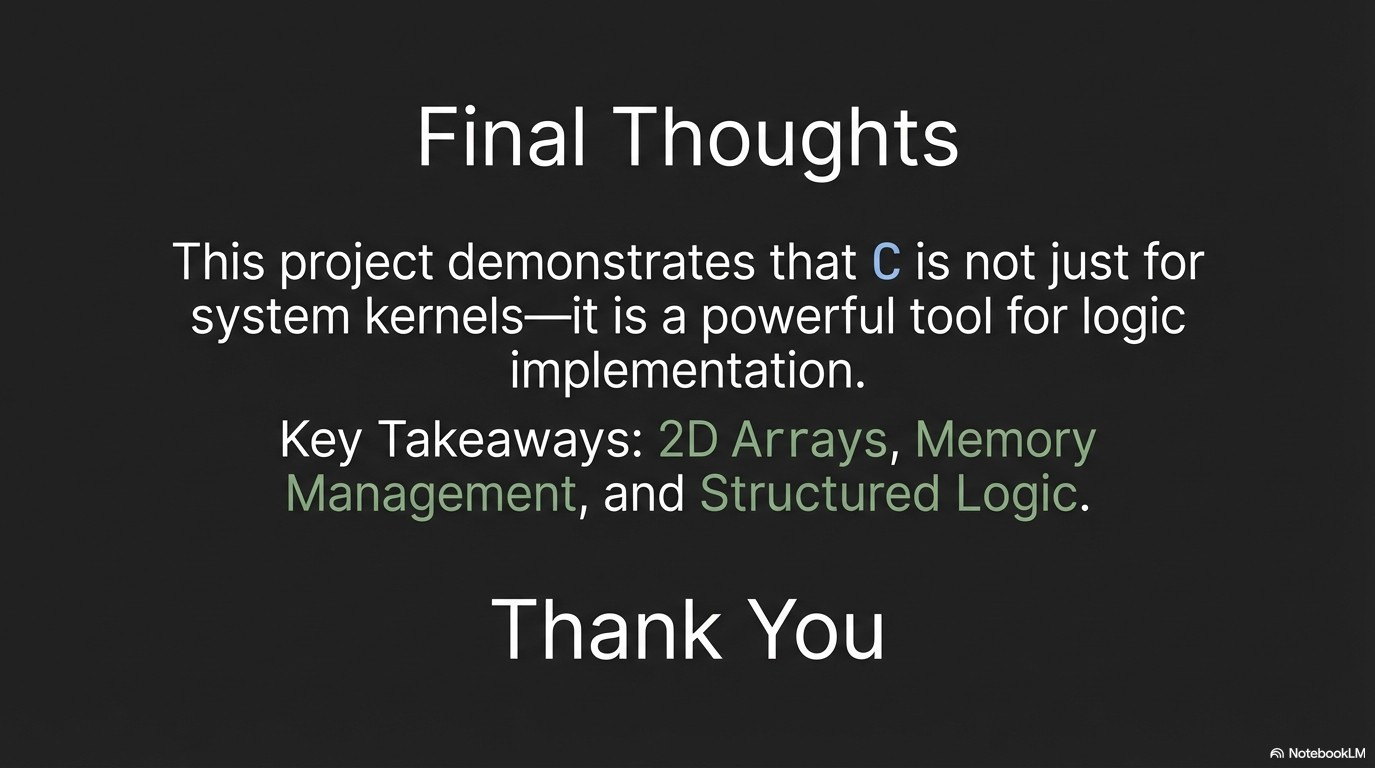 Final Thoughts
This project demonstrates that C is not just for
system kernels—it is a powerful tool for logic
implementation.
Key Takeaways: 2D Arrays, Memory
Management, and Structured Logic.
Thank You
NotebookLM